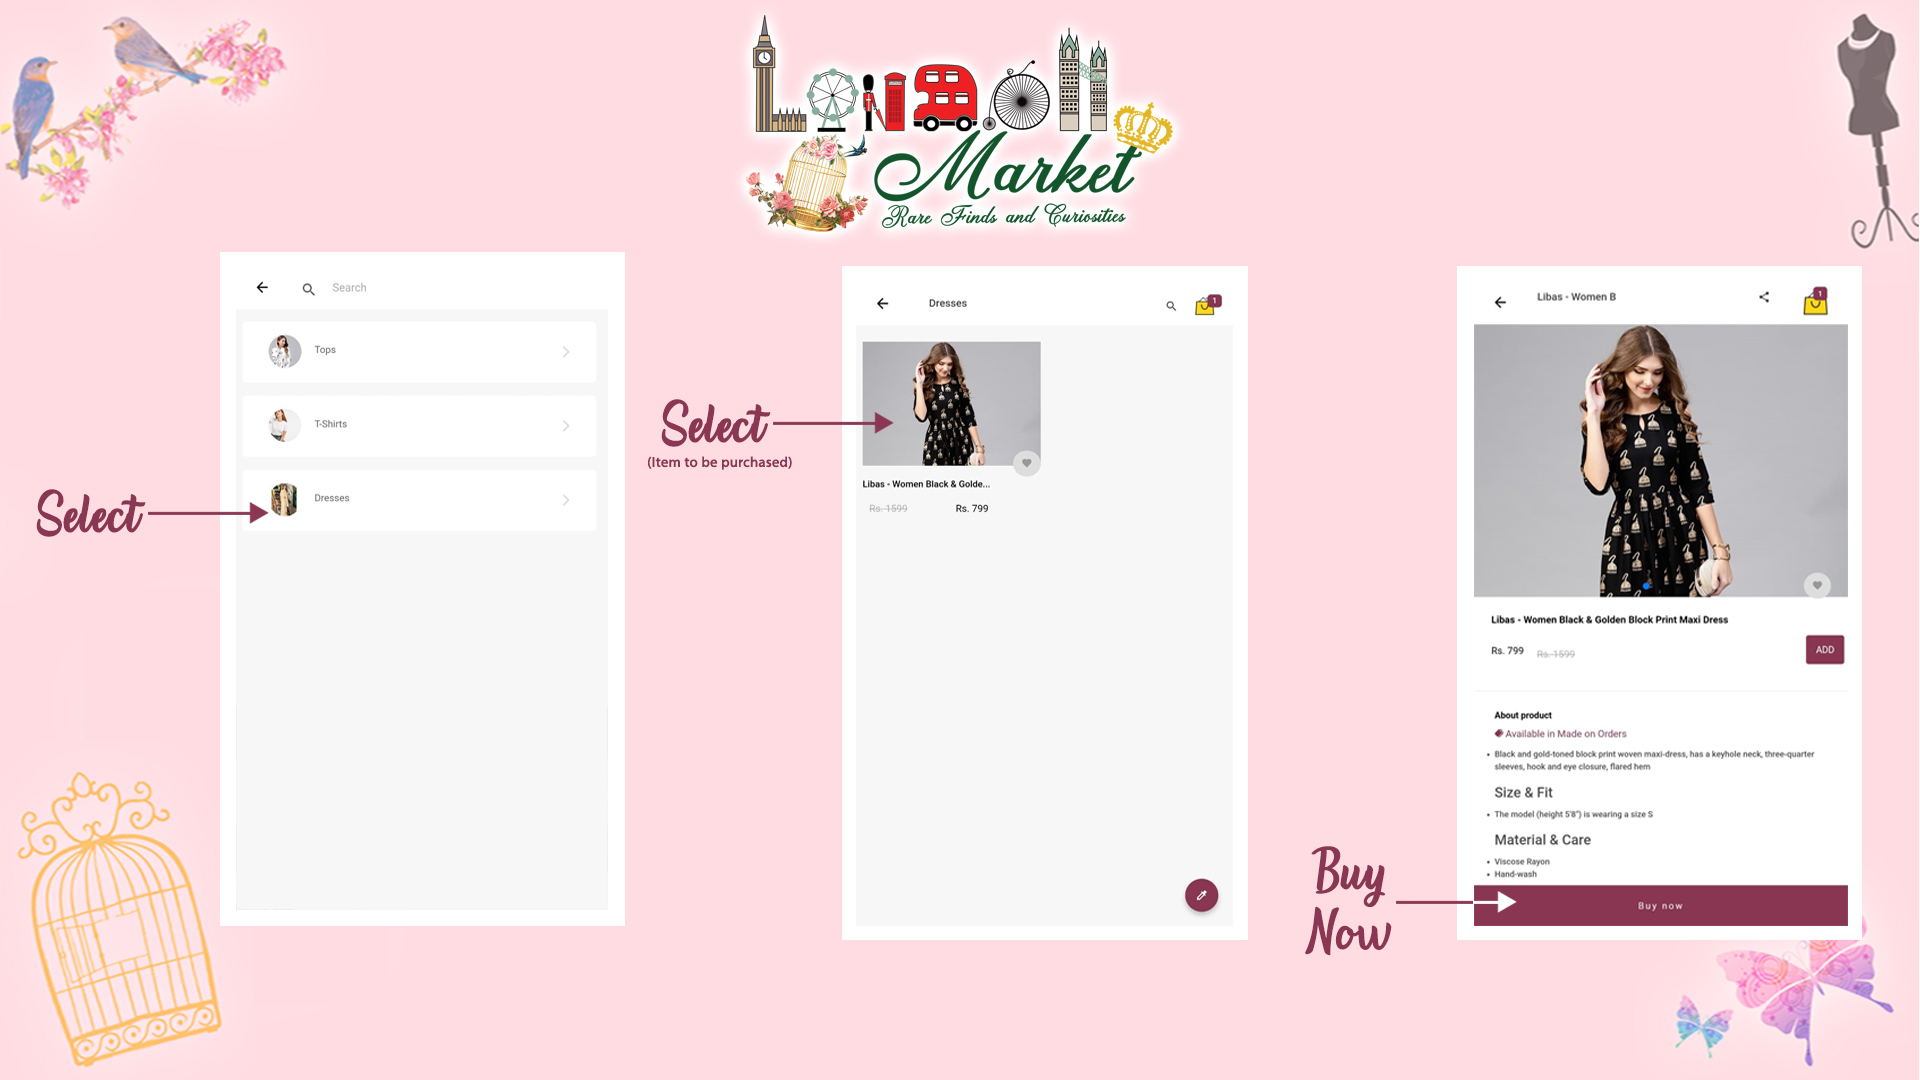 LONDON
Market
Rare Finds and Curiosities
Search
Tops
T-Shirts
Dresses
Select
Dresses
1
Select
(Item to be purchased)
Libas - Women Black & Golde...
Rs. 1599
Rs. 799
Libas - Women B
1
Libas - Women Black & Golden Block Print Maxi Dress
Rs. 799
Rs. 1599
ADD
About product
Available in Made on Orders
• Black and gold-toned block print woven maxi-dress, has a keyhole neck, three-quarter
sleeves, hook and eye closure, flared hem
Size & Fit
• The model (height 5'8") is wearing a size S
Material & Care
• Viscose Rayon
• Hand-wash
Buy now
Buy
Now